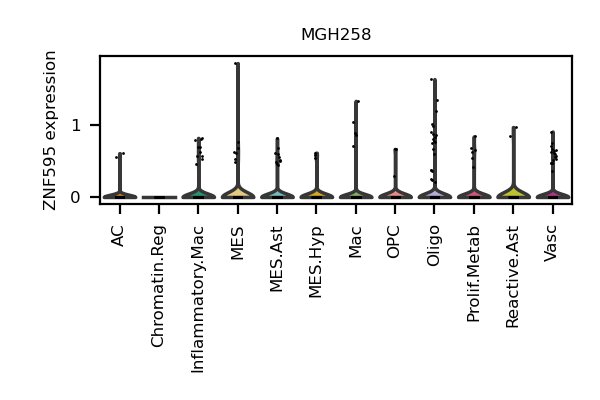 MGH258
ZNF595 expression
1
0
AC
Chromatin.Reg
Inflammatory.Mac
MES
MES.Ast
MES.Hyp
Mac
OPC
Oligo
Prolif.Metab
Reactive.Ast
Vasc